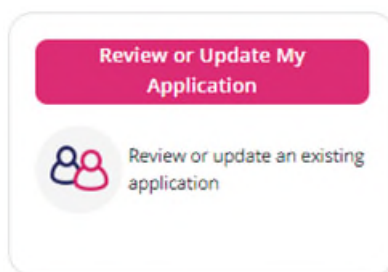 Review or Update My
Application
Review or update an existing
application